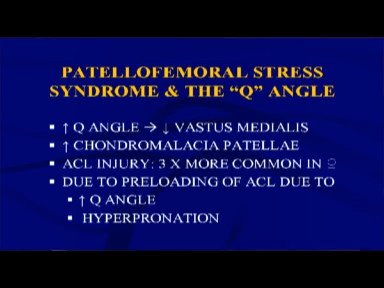 PATELLOFEMORAL STRESS
SYNDROME & THE “Q” ANGLE
▪ ↑ Q ANGLE → ↓ VASTUS MEDIALIS
▪ ↑ CHONDROMALACIA PATELLAE
▪ ACL INJURY: 3 X MORE COMMON IN ♀
▪ DUE TO PRELOADING OF ACL DUE TO
▪ ↑ Q ANGLE
▪ HYPERPRONATION